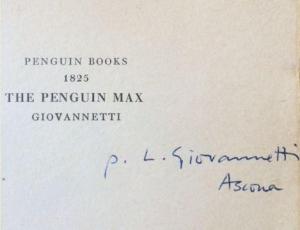 PENGUIN BOOKS
1825
THE PENGUIN MAX
GIOVANNETTI
p. L. Giovannetti
Ascona